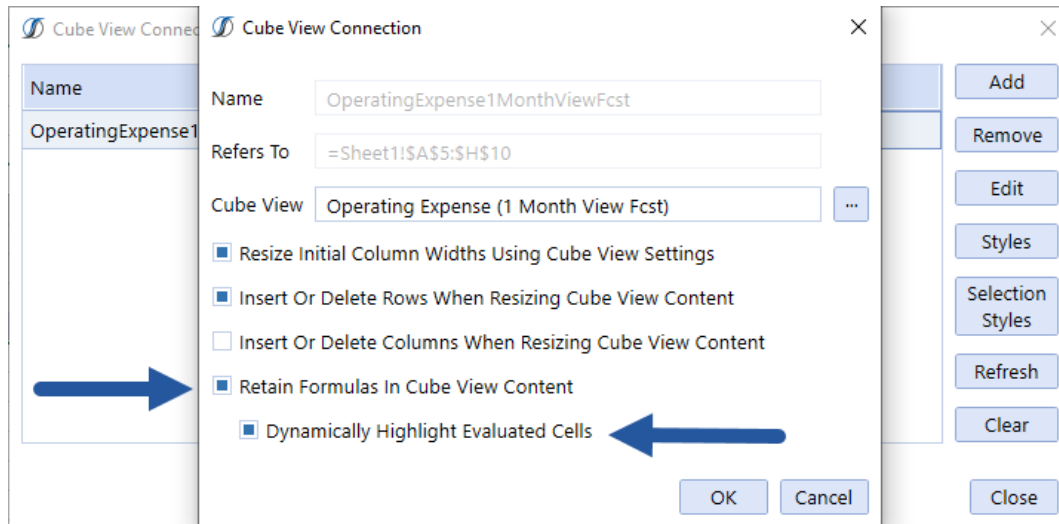 Cube View Connec
Cube View Connection
Name
OperatingExpense1
Name
OperatingExpense1MonthViewFcst
Refers To
=Sheet1!$A$5:$H$10
Cube View
Operating Expense (1 Month View Fcst)
...
Resize Initial Column Widths Using Cube View Settings
Insert Or Delete Rows When Resizing Cube View Content
Insert Or Delete Columns When Resizing Cube View Content
Retain Formulas In Cube View Content
Dynamically Highlight Evaluated Cells
OK
Cancel
Add
Remove
Edit
Styles
Selection
Styles
Refresh
Clear
Close